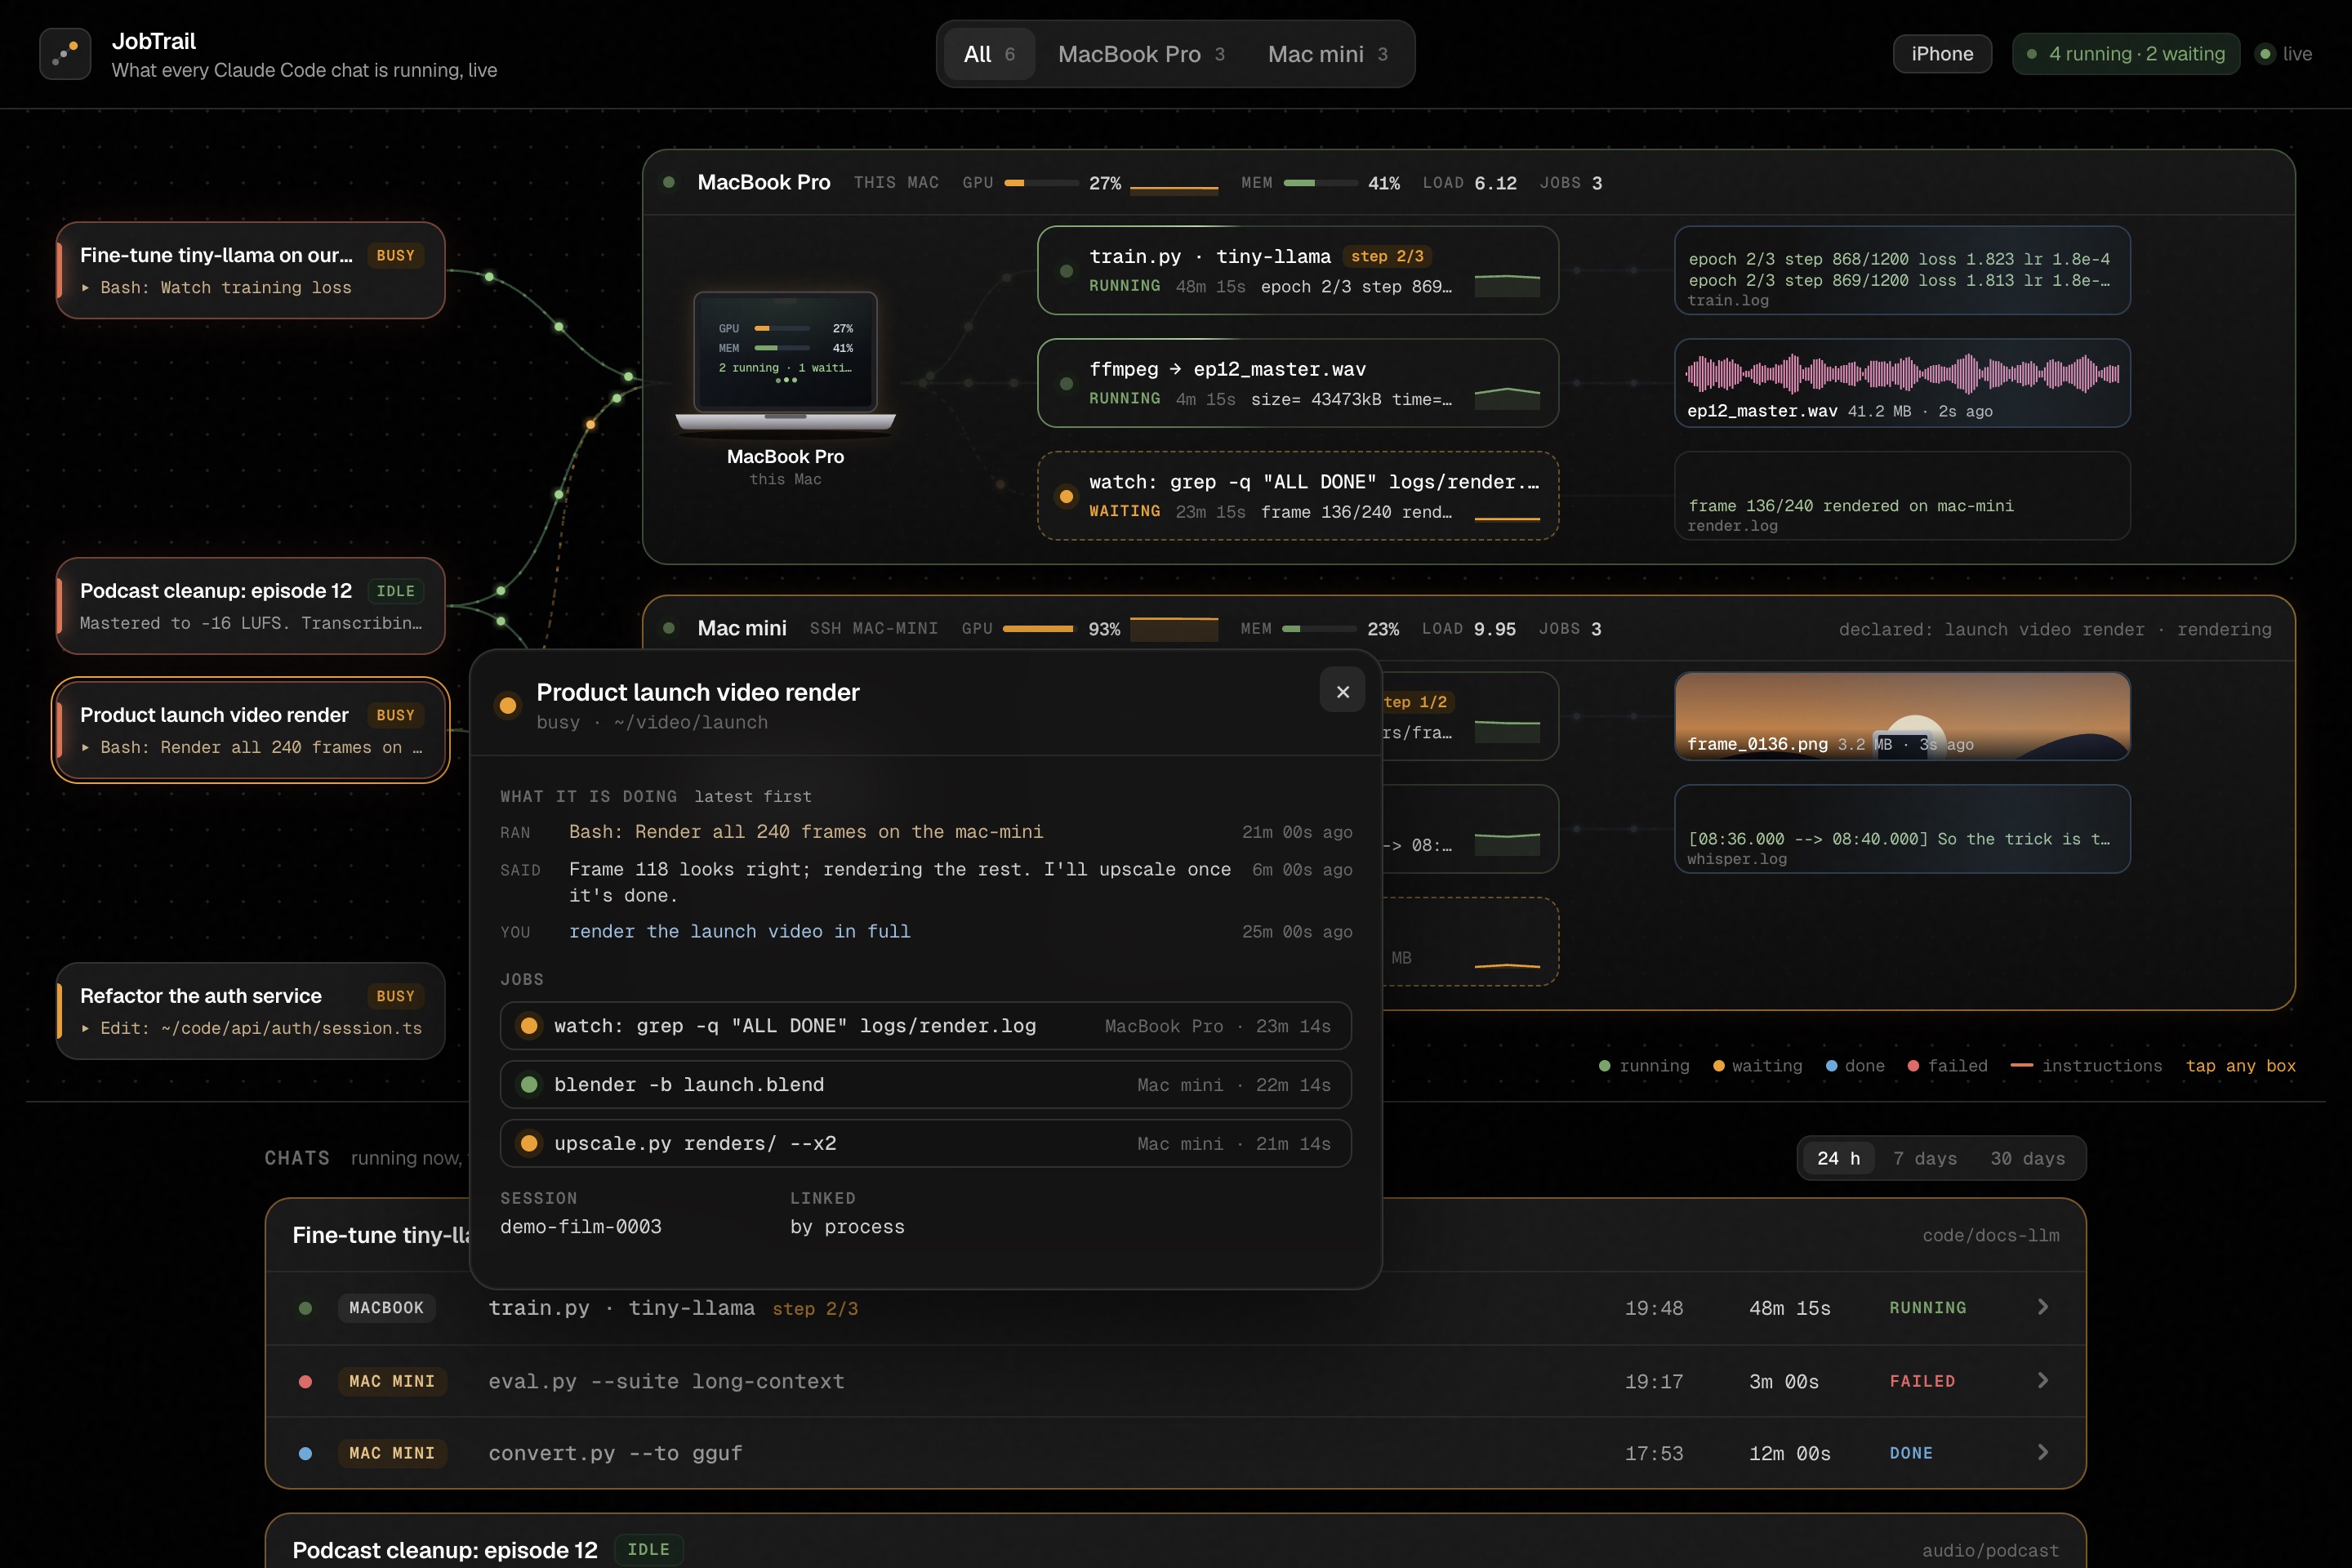 JobTrail
What every Claude Code chat is running, live
All 6
MacBook Pro 3
Mac mini 3
iPhone
4 running · 2 waiting
live
Fine-tune tiny-llama on our…
BUSY
▸ Bash: Watch training loss
Podcast cleanup: episode 12
IDLE
Mastered to -16 LUFS. Transcribin…
Product launch video render
BUSY
▸ Bash: Render all 240 frames on …
Refactor the auth service
BUSY
▸ Edit: ~/code/api/auth/session.ts
MacBook Pro THIS MAC GPU 27% MEM 41% LOAD 6.12 JOBS 3
GPU 27%
MEM 41%
2 running · 1 waiti…
MacBook Pro
this Mac
train.py · tiny-llama step 2/3
RUNNING 48m 15s epoch 2/3 step 869…
epoch 2/3 step 868/1200 loss 1.823 lr 1.8e-4
epoch 2/3 step 869/1200 loss 1.813 lr 1.8e-…
train.log
ffmpeg → ep12_master.wav
RUNNING 4m 15s size= 43473kB time=…
ep12_master.wav 41.2 MB · 2s ago
watch: grep -q "ALL DONE" logs/render.…
WAITING 23m 15s frame 136/240 rend…
frame 136/240 rendered on mac-mini
render.log
Mac mini SSH MAC-MINI GPU 93% MEM 23% LOAD 9.95 JOBS 3 declared: launch video render · rendering
tep 1/2
rs/fra…
frame_0136.png 3.2 MB · 3s ago
-> 08:…
[08:36.000 --> 08:40.000] So the trick is t…
whisper.log
MB
Product launch video render
busy · ~/video/launch
×
WHAT IT IS DOING latest first
RAN Bash: Render all 240 frames on the mac-mini 21m 00s ago
SAID Frame 118 looks right; rendering the rest. I'll upscale once 6m 00s ago
it's done.
YOU render the launch video in full 25m 00s ago
JOBS
watch: grep -q "ALL DONE" logs/render.log MacBook Pro · 23m 14s
blender -b launch.blend Mac mini · 22m 14s
upscale.py renders/ --x2 Mac mini · 21m 14s
SESSION LINKED
demo-film-0003 by process
running waiting done failed instructions tap any box
CHATS running now,
24 h 7 days 30 days
Fine-tune tiny-lla
code/docs-llm
MACBOOK train.py · tiny-llama step 2/3 19:48 48m 15s RUNNING
MAC MINI eval.py --suite long-context 19:17 3m 00s FAILED
MAC MINI convert.py --to gguf 17:53 12m 00s DONE
Podcast cleanup: episode 12 IDLE audio/podcast